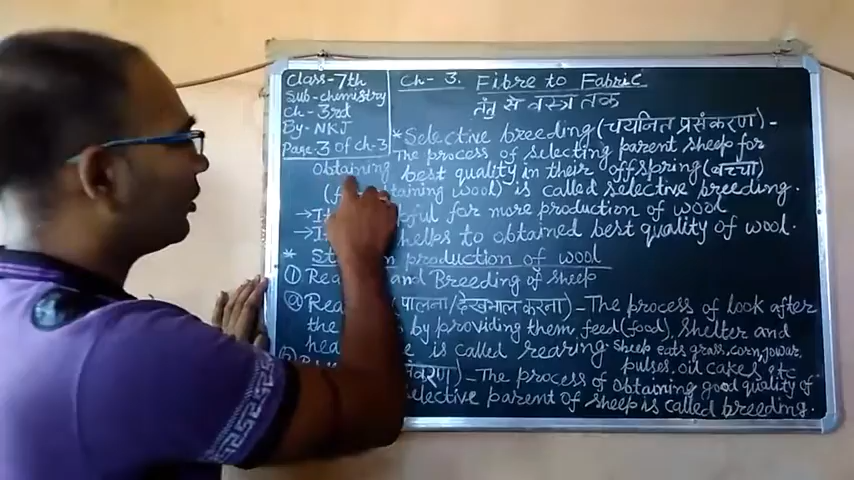 Class-7th
Sub-chemistry
Ch-3rd
By-NKJ
Page:3 of ch-3
Ch-3. Fibre to Fabric
तंतु से वस्त्र तक
*Selective breeding(चयनित प्रसंकरण)-
The process of selecting parent sheep for
obtaining best quality in their offspring(बच्चा)
taining wool) is called selective breeding.
ful for more production of wool
helps to obtained best quality of wool.
* production of wool
① and Breeding of sheep
② (पालना/देखभाल करना)-The process of look after
the by providing them feed(food), shelter and
is called rearing. Sheep eats grass, corn, jowar,
pulses, oil cakes, etc
-The process of obtaining good quality of
selective parent of sheep is called breeding.